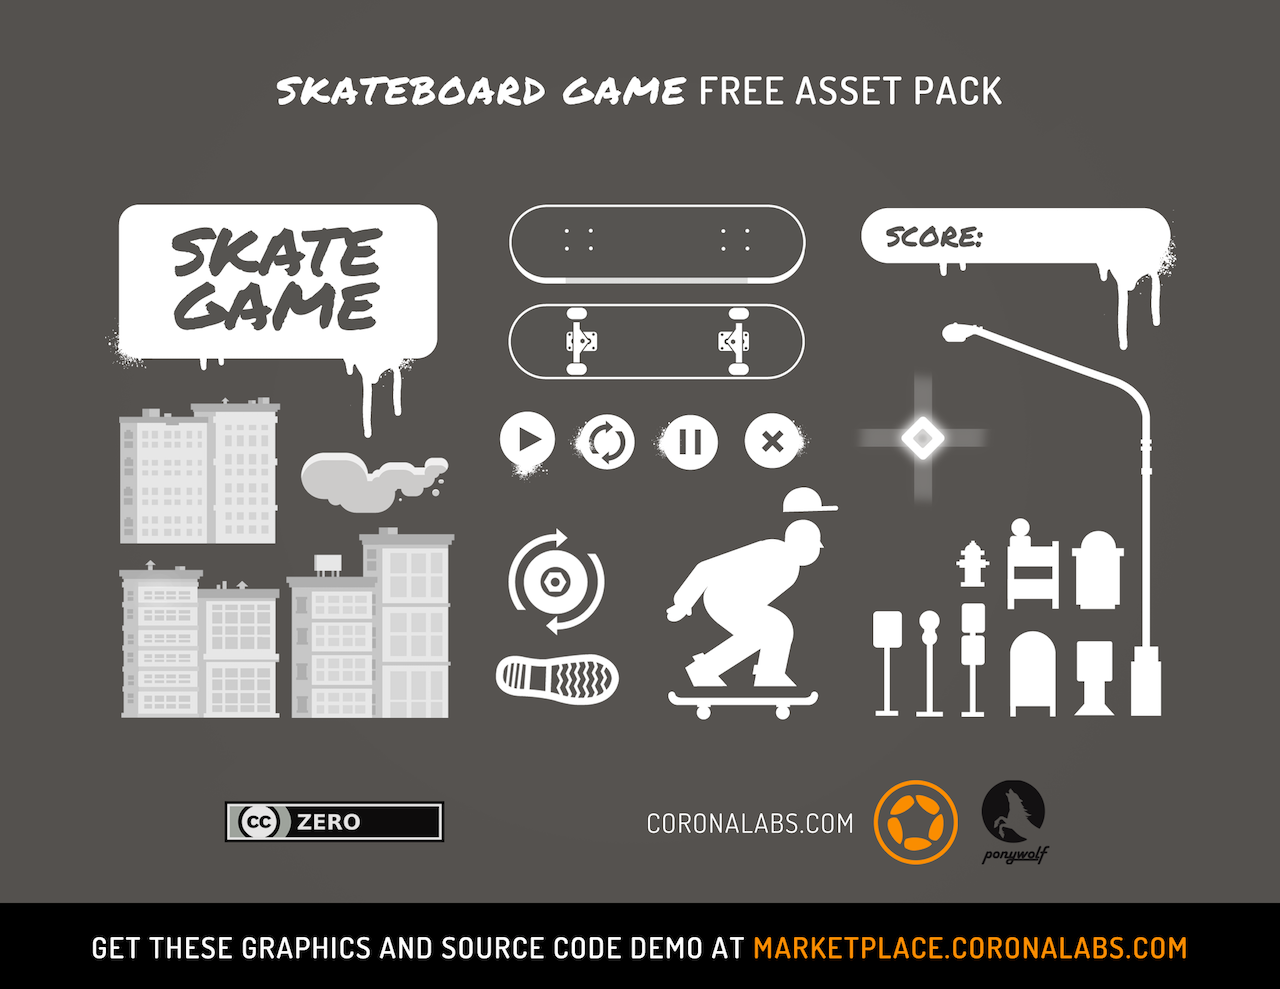 SKATEBOARD GAME FREE ASSET PACK
SKATE
GAME
SCORE:
CC ZERO
CORONALABS.COM
ponywolf
GET THESE GRAPHICS AND SOURCE CODE DEMO AT MARKETPLACE.CORONALABS.COM